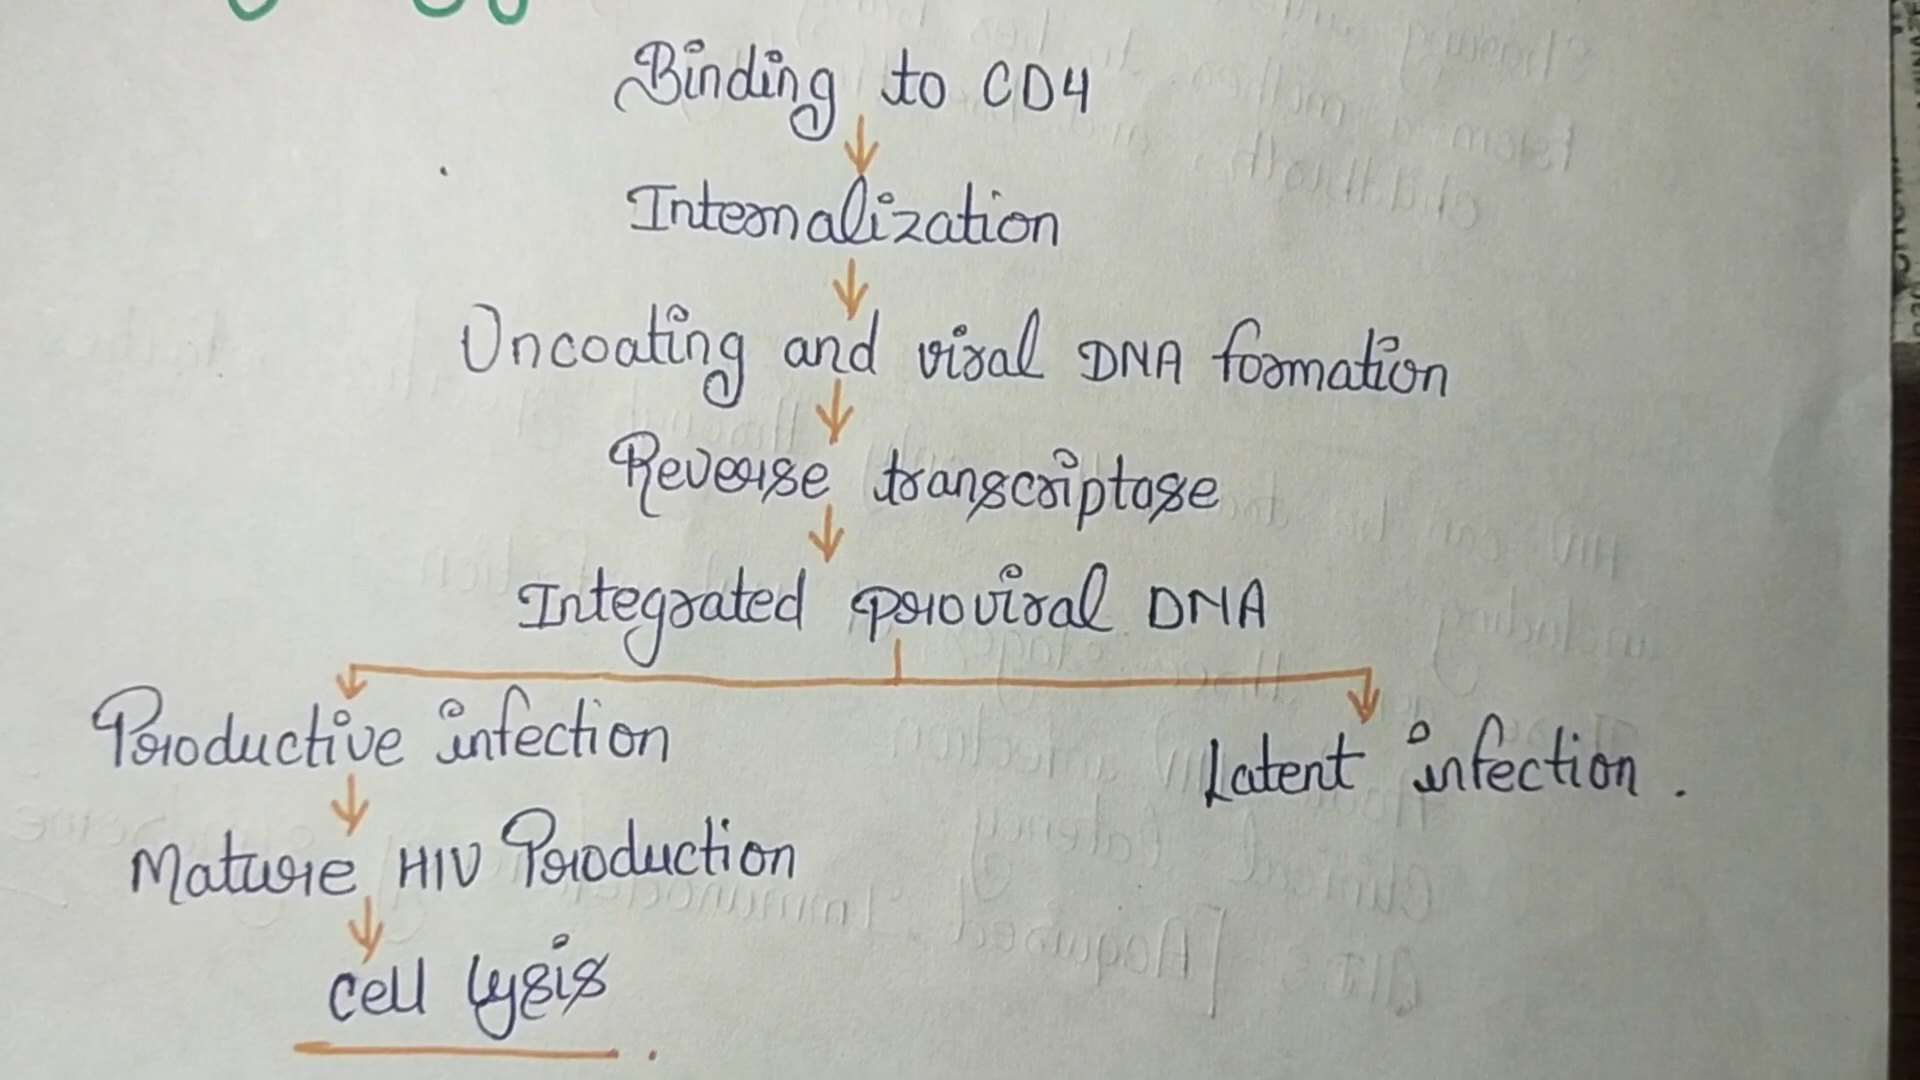 Binding to CD4
Internalization
Uncoating and viral DNA formation
Reverse transcriptase
Integrated proviral DNA
Productive infection
Latent infection.
Mature HIV Production
cell lysis.